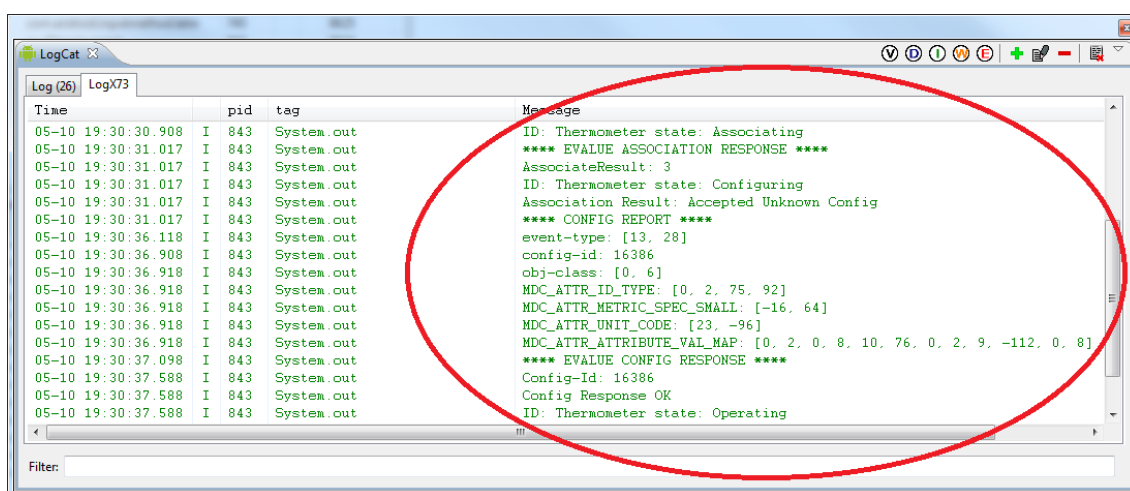 LogCat
V D I W E
Log (26) LogX73
Time pid tag Message
05-10 19:30:30.908 I 843 System.out ID: Thermometer state: Associating
05-10 19:30:31.017 I 843 System.out **** EVALUE ASSOCIATION RESPONSE ****
05-10 19:30:31.017 I 843 System.out AssociateResult: 3
05-10 19:30:31.017 I 843 System.out ID: Thermometer state: Configuring
05-10 19:30:31.017 I 843 System.out Association Result: Accepted Unknown Config
05-10 19:30:31.017 I 843 System.out **** CONFIG REPORT ****
05-10 19:30:36.118 I 843 System.out event-type: [13, 28]
05-10 19:30:36.908 I 843 System.out config-id: 16386
05-10 19:30:36.918 I 843 System.out obj-class: [0, 6]
05-10 19:30:36.918 I 843 System.out MDC_ATTR_ID_TYPE: [0, 2, 75, 92]
05-10 19:30:36.918 I 843 System.out MDC_ATTR_METRIC_SPEC_SMALL: [-16, 64]
05-10 19:30:36.918 I 843 System.out MDC_ATTR_UNIT_CODE: [23, -96]
05-10 19:30:36.918 I 843 System.out MDC_ATTR_ATTRIBUTE_VAL_MAP: [0, 2, 0, 8, 10, 76, 0, 2, 9, -112, 0, 8]
05-10 19:30:37.098 I 843 System.out **** EVALUE CONFIG RESPONSE ****
05-10 19:30:37.588 I 843 System.out Config-Id: 16386
05-10 19:30:37.588 I 843 System.out Config Response OK
05-10 19:30:37.588 I 843 System.out ID: Thermometer state: Operating
Filter: